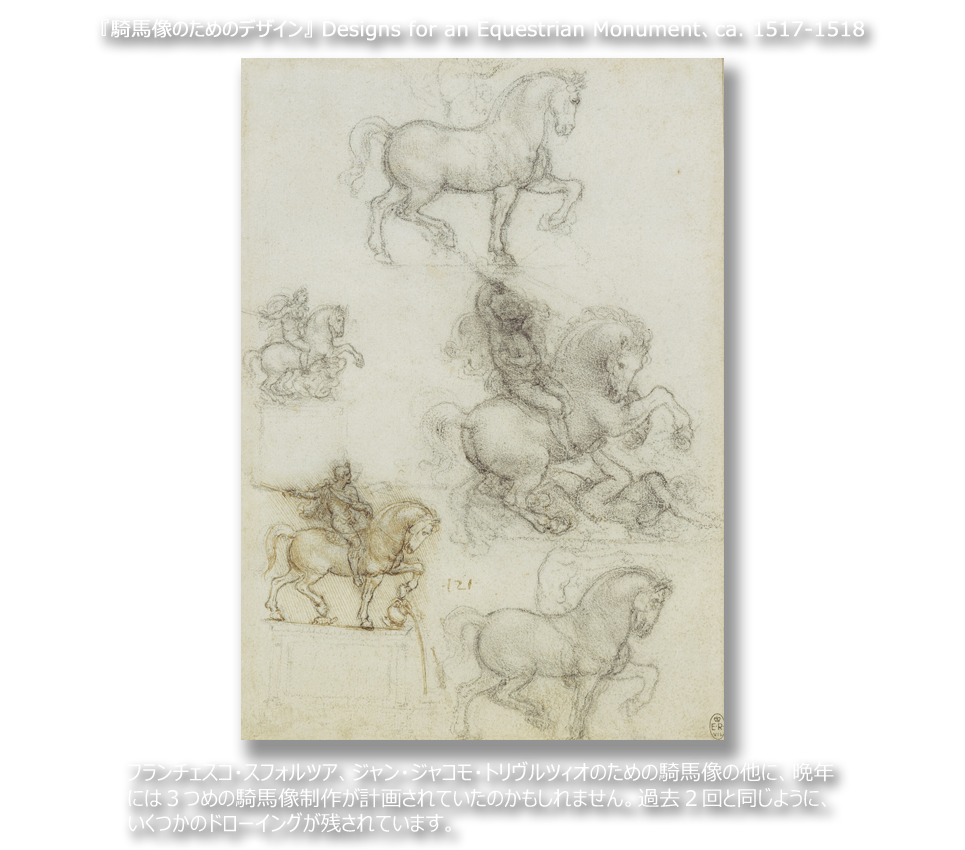 『騎馬像のためのデザイン』 Designs for an Equestrian Monument、ca. 1517-1518
121
ER
フランチェスコ・スフォルツア、ジャン・ジャコモ・トリヴルツィオのための騎馬像の他に、晩年
には３つめの騎馬像制作が計画されていたのかもしれません。過去２回と同じように、
いくつかのドローイングが残されています。